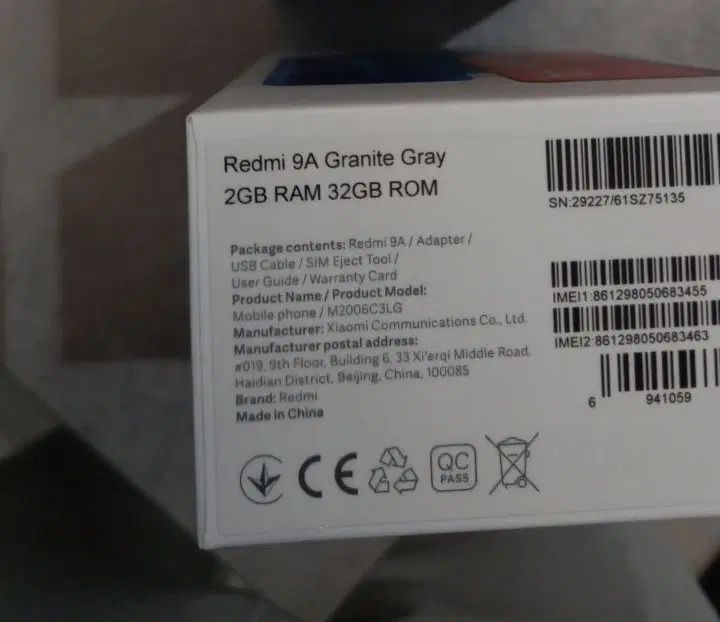 Redmi 9A Granite Gray
2GB RAM 32GB ROM
Package contents: Redmi 9A / Adapter /
USB Cable / SIM Eject Tool /
User Guide / Warranty Card
Product Name / Product Model:
Mobile phone / M2006C3LG
Manufacturer: Xiaomi Communications Co., Ltd.
Manufacturer postal address:
#019, 9th Floor, Building 6, 33 Xi'erqi Middle Road,
Haidian District, Beijing, China, 100085
Brand: Redmi
Made in China
CE
QC
PASS
SN:29227/61SZ75135
IMEI1:861298050683455
IMEI2:861298050683463
6 941059